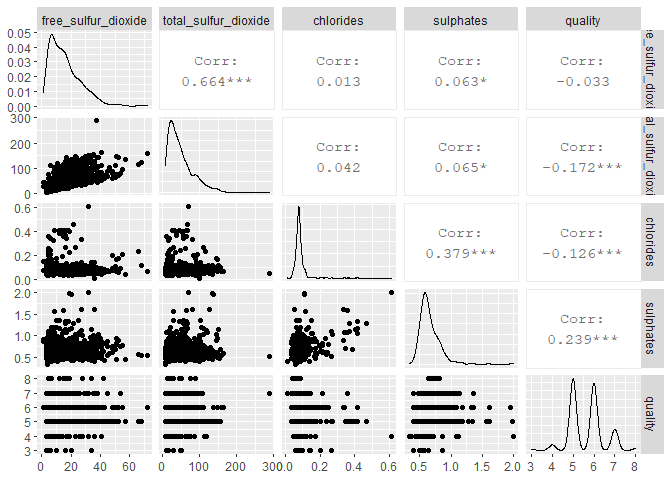 free_sulfur_dioxide total_sulfur_dioxide chlorides sulphates quality
0.05
0.04
0.03
0.02
0.01
0.00
Corr:
0.664***
Corr:
0.013
Corr:
0.063*
Corr:
-0.033
e_sulfur_dioxi
300
200
100
0
Corr:
0.042
Corr:
0.065*
Corr:
-0.172***
al_sulfur_dioxi
0.6
0.4
0.2
0.0
Corr:
0.379***
Corr:
-0.126***
chlorides
2.0
1.5
1.0
0.5
Corr:
0.239***
sulphates
8
7
6
5
4
3
quality
0 20 40 60 0 100 200 300 0.0 0.2 0.4 0.6 0.5 1.0 1.5 2.0 3 4 5 6 7 8